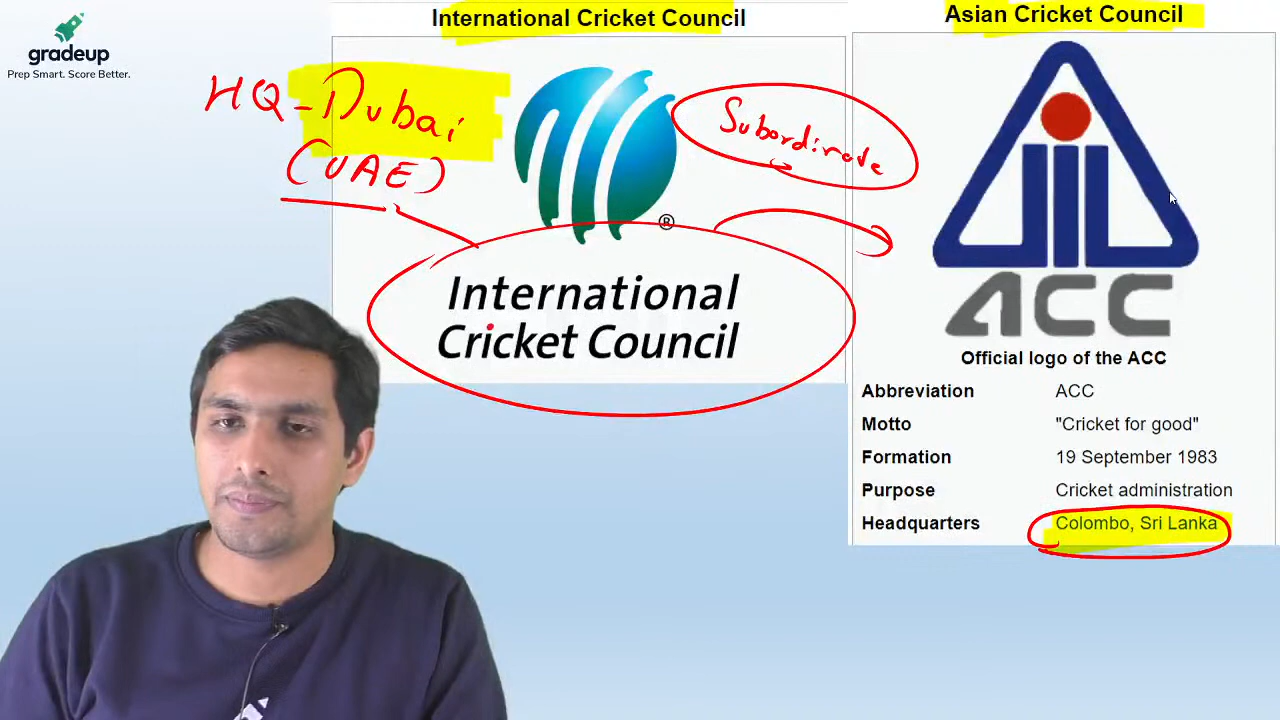 gradeup
Prep Smart. Score Better.
International Cricket Council
HQ - Dubai
(UAE)
Subordinate
®
International
Cricket Council
Asian Cricket Council
ACC
Official logo of the ACC
Abbreviation ACC
Motto "Cricket for good"
Formation 19 September 1983
Purpose Cricket administration
Headquarters Colombo, Sri Lanka